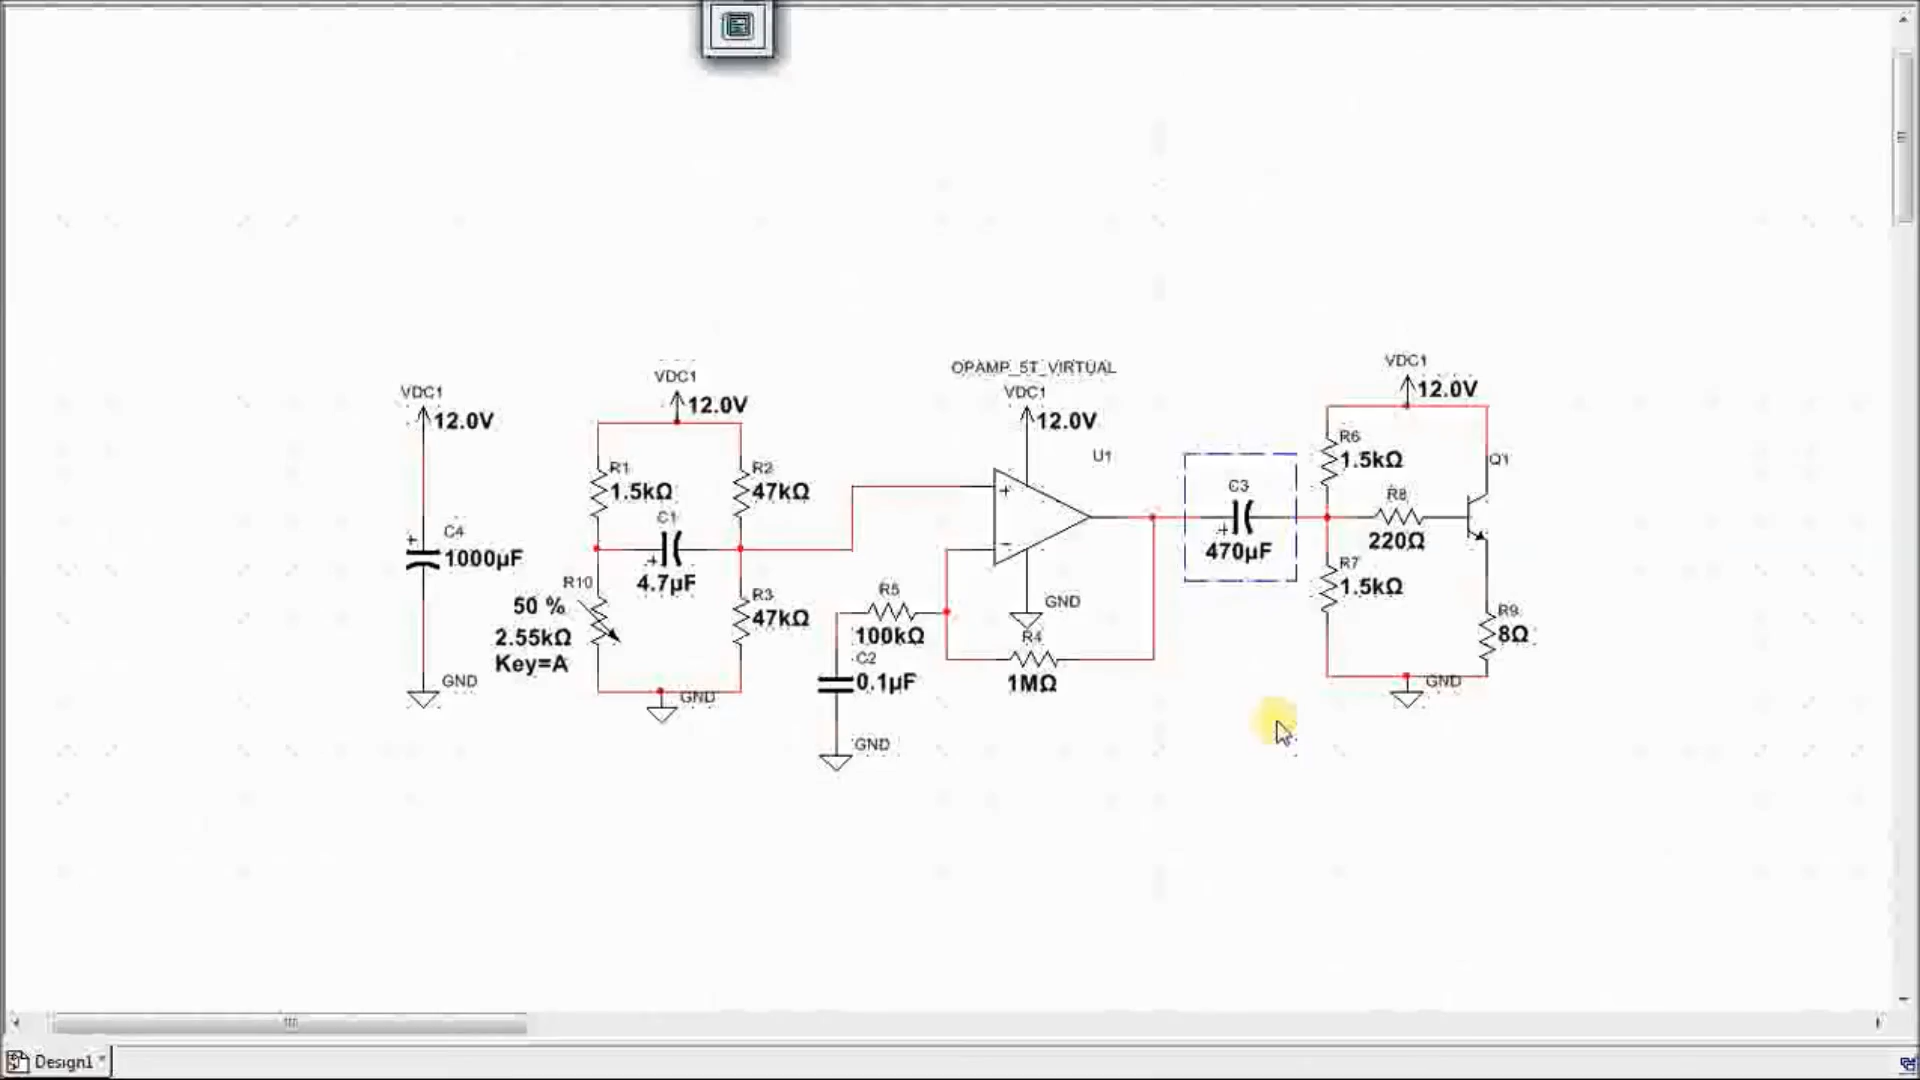 OPAMP_5T_VIRTUAL
VDC1
12.0V
C4
1000µF
GND
VDC1
12.0V
R1
1.5kΩ
R2
47kΩ
C1
+
4.7µF
R10
50 %
2.55kΩ
Key=A
R3
47kΩ
GND
VDC1
12.0V
U1
+
−
GND
R5
100kΩ
C2
0.1µF
GND
R4
1MΩ
C3
+
470µF
VDC1
12.0V
R6
1.5kΩ
Q1
R8
220Ω
R7
1.5kΩ
R9
8Ω
GND
Design1 *